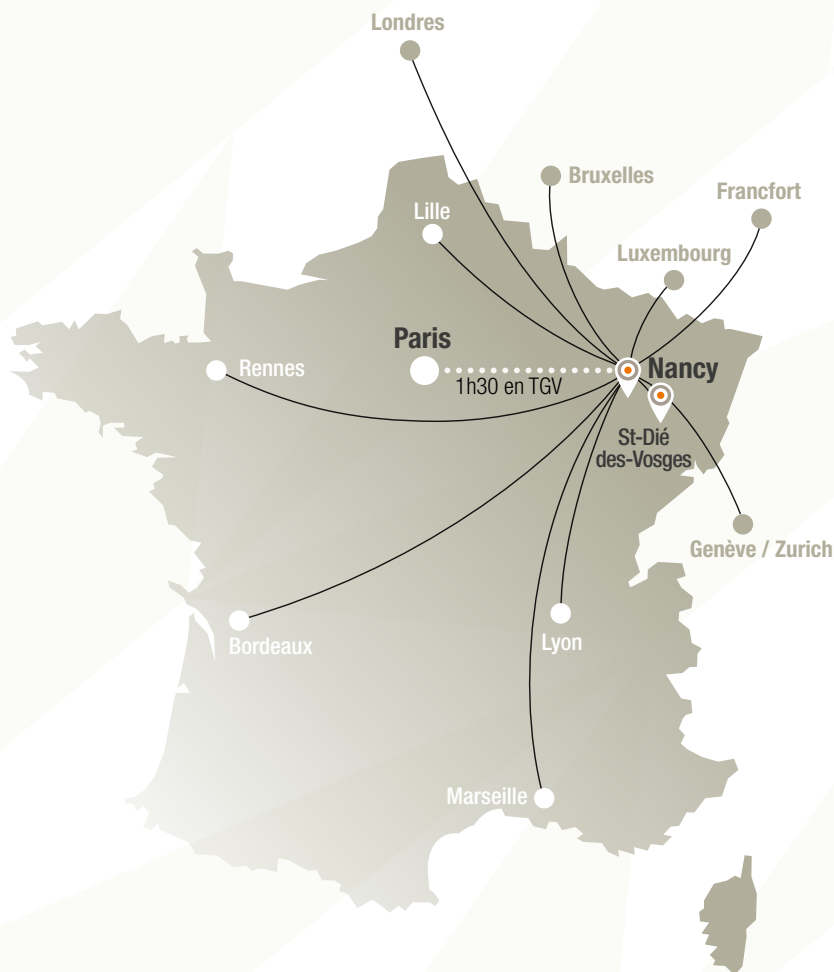 Londres
Bruxelles
Francfort
Lille
Luxembourg
Paris
Rennes
Nancy
1h30 en TGV
St-Dié
des-Vosges
Genève / Zurich
Bordeaux
Lyon
Marseille